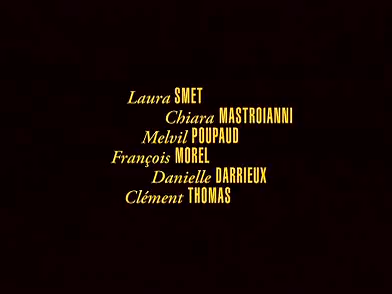 Laura SMET
Chiara MASTROIANNI
Melvil POUPAUD
François MOREL
Danielle DARRIEUX
Clément THOMAS